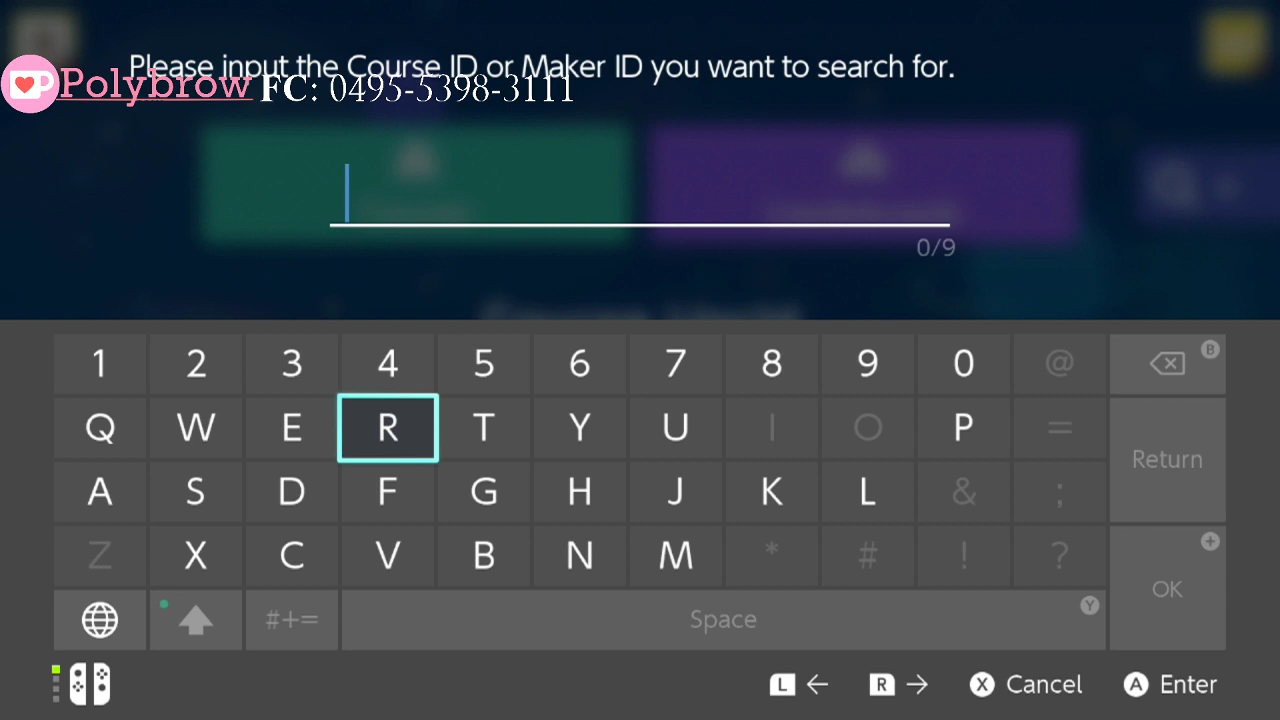 Please input the Course ID or Maker ID you want to search for.
Polybrow FC: 0495-5398-3111
0/9
1 2 3 4 5 6 7 8 9 0 @ B
Q W E R T Y U I O P = Return
A S D F G H J K L & ;
Z X C V B N M * # ! ? + OK
#+= Space Y
L ← R → X Cancel A Enter